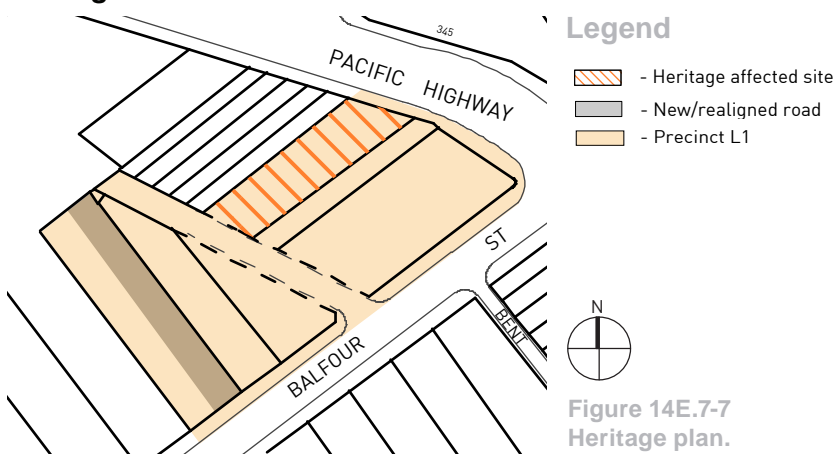 345
PACIFIC HIGHWAY
ST
BENT
BALFOUR
Legend
- Heritage affected site
- New/realigned road
- Precinct L1
N
Figure 14E.7-7
Heritage plan.